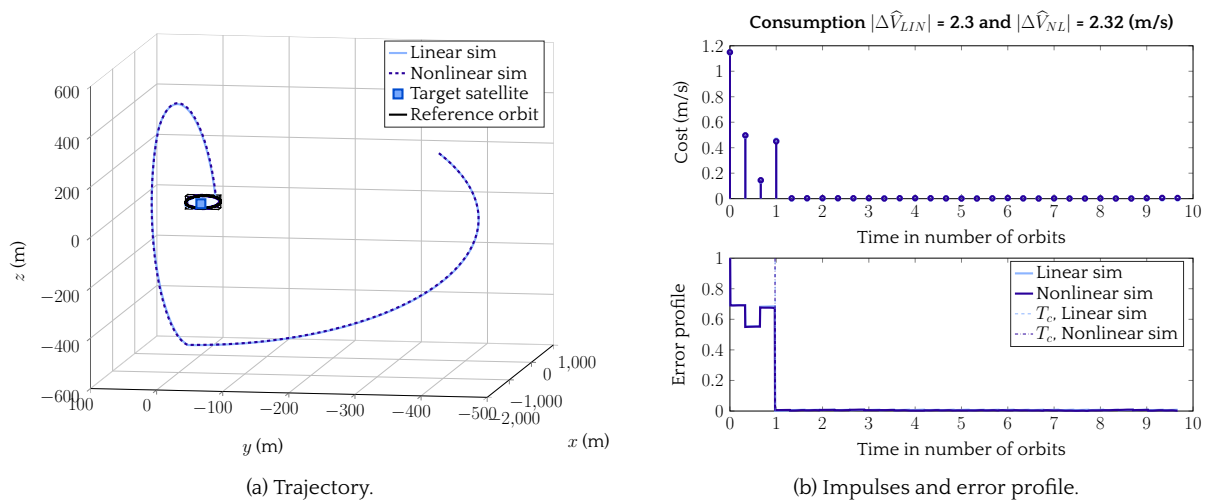 Linear sim
Nonlinear sim
Target satellite
Reference orbit
600
400
200
0
−200
−400
−600
z (m)
100
0
−100
−200
−300
−400
−500
y (m)
1,000
0
−1,000
−2,000
x (m)
(a) Trajectory.
Consumption |ΔV̂_LIN| = 2.3 and |ΔV̂_NL| = 2.32 (m/s)
1.2
1
0.8
0.6
0.4
0.2
0
Cost (m/s)
0 1 2 3 4 5 6 7 8 9 10
Time in number of orbits
1
0.8
0.6
0.4
0.2
0
Error profile
Linear sim
Nonlinear sim
T_c, Linear sim
T_c, Nonlinear sim
0 1 2 3 4 5 6 7 8 9 10
Time in number of orbits
(b) Impulses and error profile.